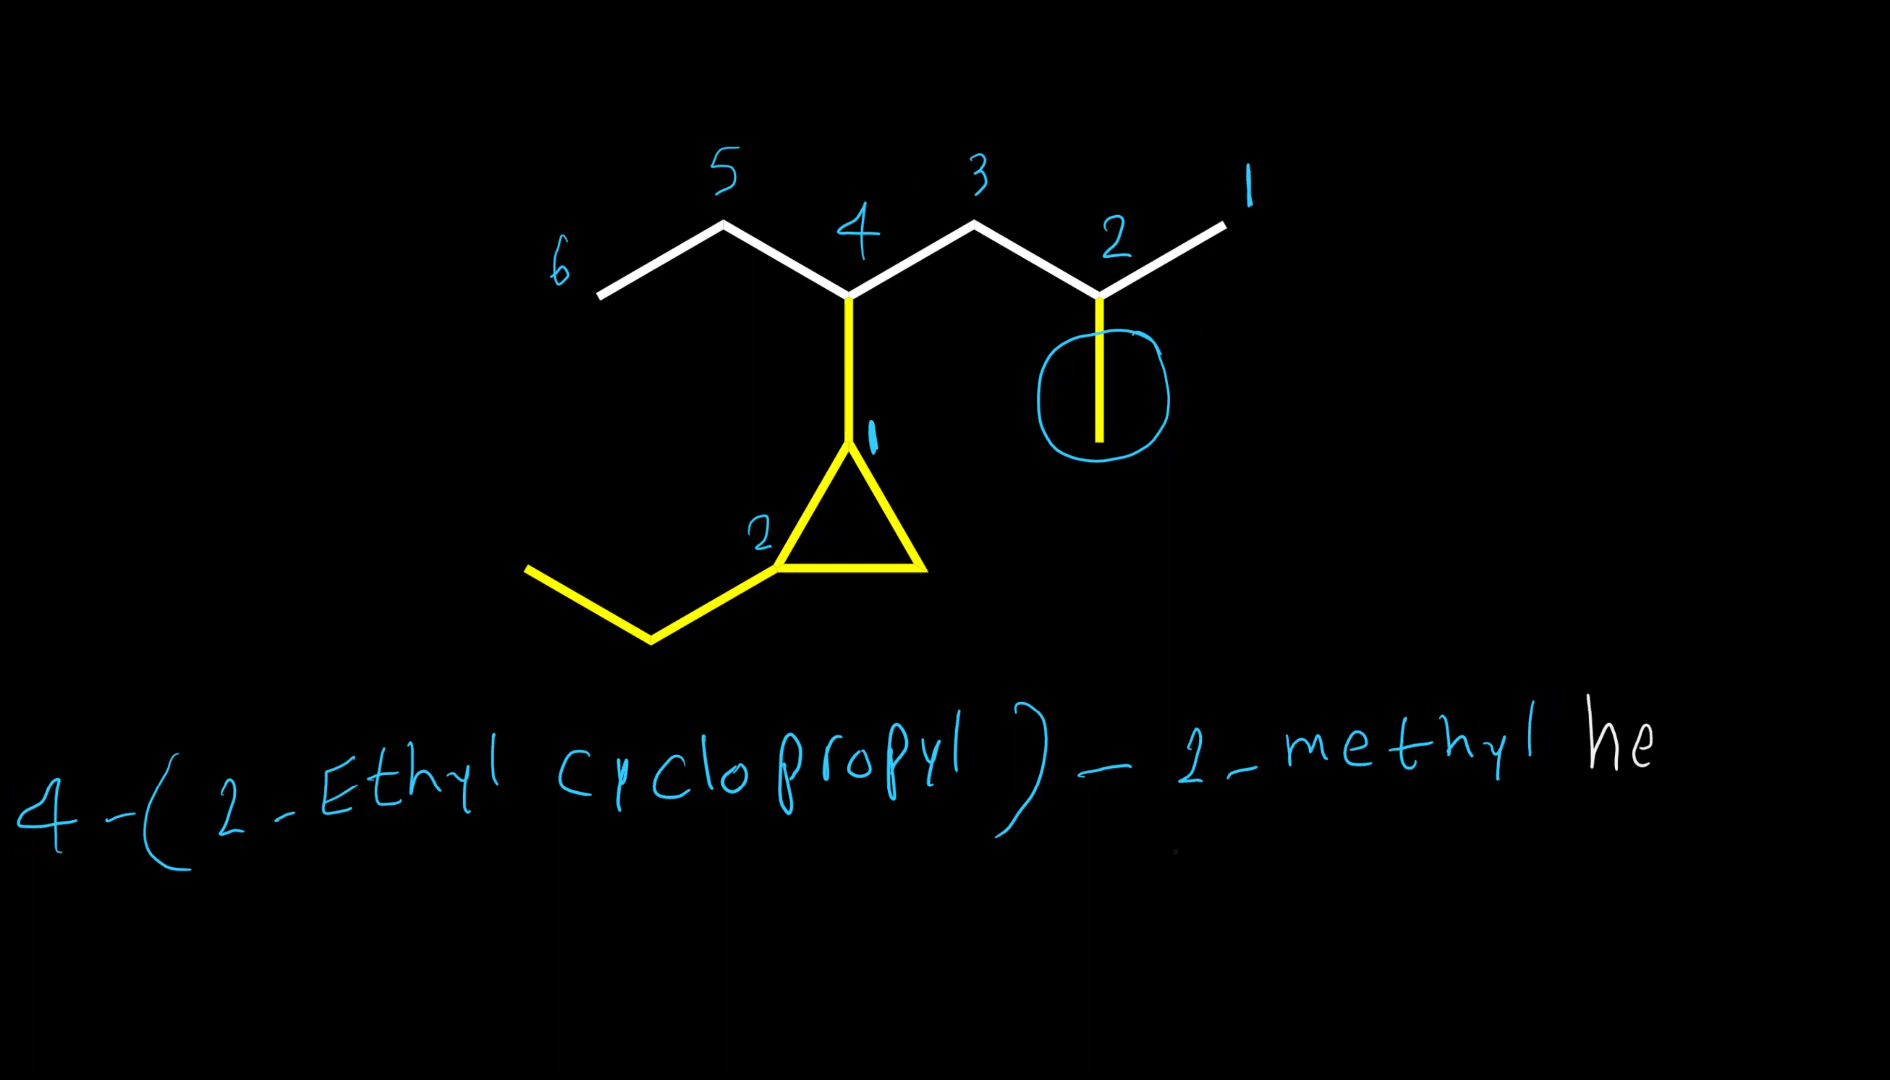 5 3 1
6 4 2
1
2
4-(2-Ethyl cyclopropyl)-2-methyl he